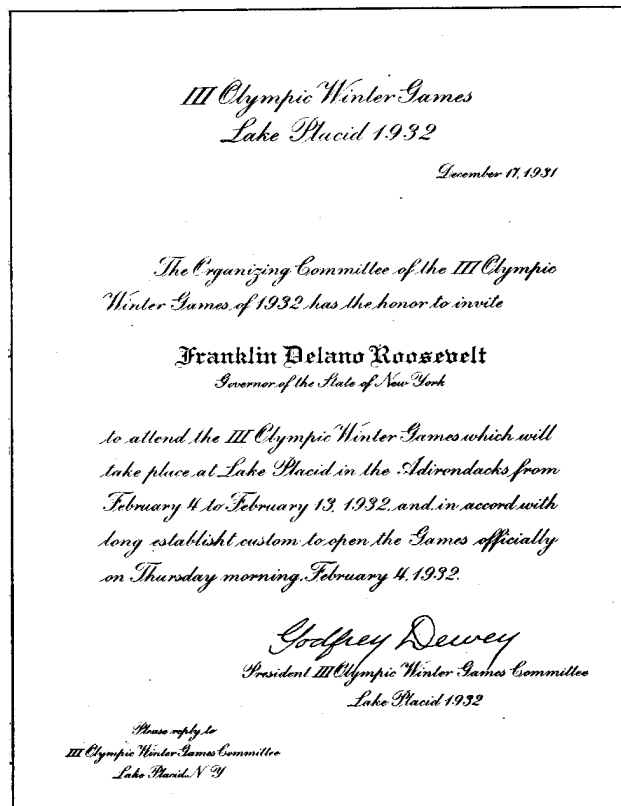 III Olympic Winter Games
Lake Placid 1932
December 17, 1931
The Organizing Committee of the III Olympic
Winter Games of 1932 has the honor to invite
Franklin Delano Roosevelt
Governor of the State of New York
to attend the III Olympic Winter Games which will
take place at Lake Placid in the Adirondacks from
February 4 to February 13, 1932, and, in accord with
long establisht custom to open the Games officially
on Thursday morning, February 4, 1932.
Godfrey Dewey
President III Olympic Winter Games Committee
Lake Placid 1932
Please reply to
III Olympic Winter Games Committee
Lake Placid, N Y